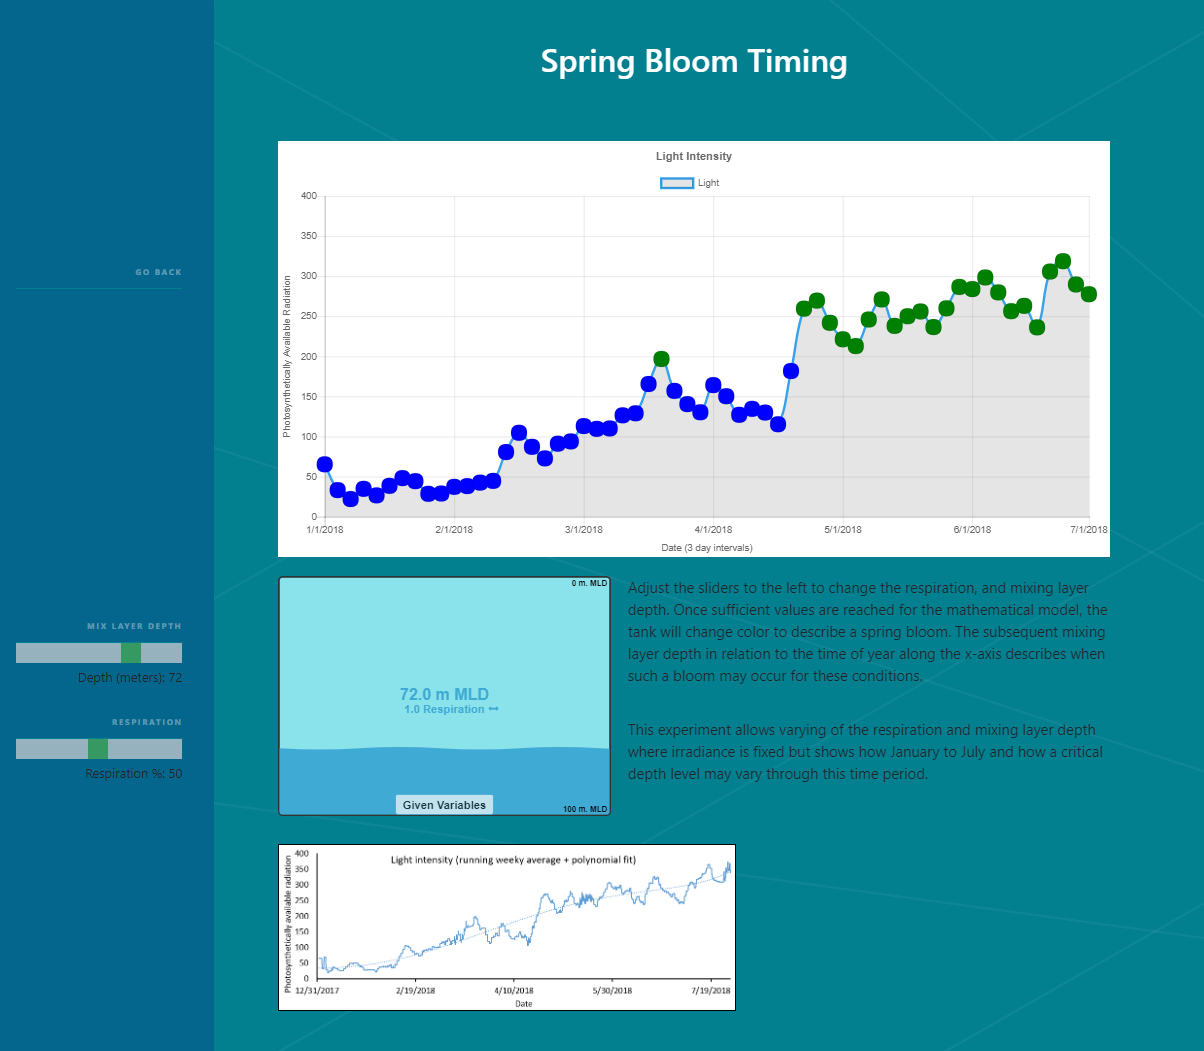 Spring Bloom Timing
GO BACK
MIX LAYER DEPTH
Depth (meters): 72
RESPIRATION
Respiration %: 50
Light Intensity
Light
Photosynthetically Available Radiation
400
350
300
250
200
150
100
50
0
1/1/2018 2/1/2018 3/1/2018 4/1/2018 5/1/2018 6/1/2018 7/1/2018
Date (3 day intervals)
0 m. MLD
72.0 m MLD
1.0 Respiration ⬌
Given Variables
100 m. MLD
Adjust the sliders to the left to change the respiration, and mixing layer
depth. Once sufficient values are reached for the mathematical model, the
tank will change color to describe a spring bloom. The subsequent mixing
layer depth in relation to the time of year along the x-axis describes when
such a bloom may occur for these conditions.
This experiment allows varying of the respiration and mixing layer depth
where irradiance is fixed but shows how January to July and how a critical
depth level may vary through this time period.
Light intensity (running weeky average + polynomial fit)
Photosynthetically available radiation
400
350
300
250
200
150
100
50
0
12/31/2017 2/19/2018 4/10/2018 5/30/2018 7/19/2018
Date